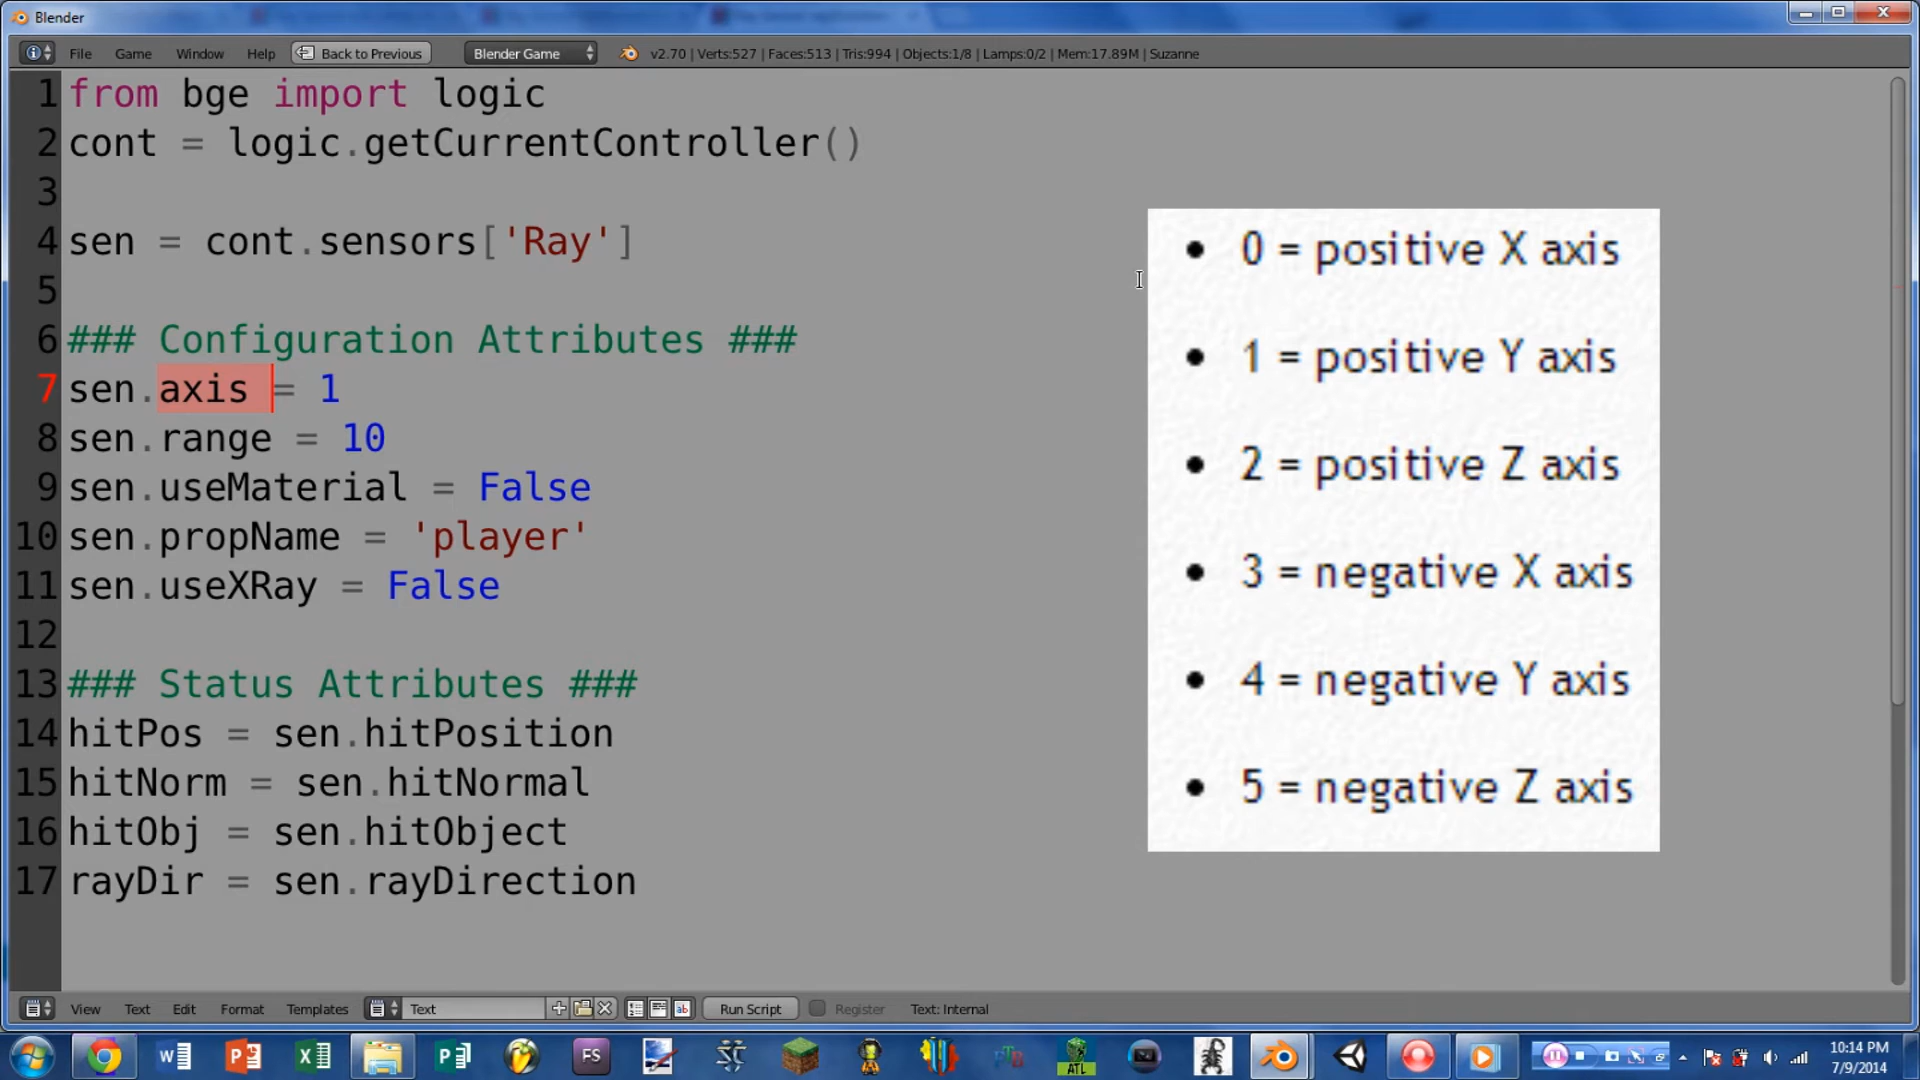 Blender
File Game Window Help Back to Previous Blender Game v2.70 | Verts:527 | Faces:513 | Tris:994 | Objects:1/8 | Lamps:0/2 | Mem:17.89M | Suzanne
1 from bge import logic
2 cont = logic.getCurrentController()
3
4 sen = cont.sensors['Ray']
5
6 ### Configuration Attributes ###
7 sen.axis = 1
8 sen.range = 10
9 sen.useMaterial = False
10 sen.propName = 'player'
11 sen.useXRay = False
12
13 ### Status Attributes ###
14 hitPos = sen.hitPosition
15 hitNorm = sen.hitNormal
16 hitObj = sen.hitObject
17 rayDir = sen.rayDirection
• 0 = positive X axis
• 1 = positive Y axis
• 2 = positive Z axis
• 3 = negative X axis
• 4 = negative Y axis
• 5 = negative Z axis
View Text Edit Format Templates Text Run Script Register Text: Internal
FS
ATL
10:14 PM
7/9/2014